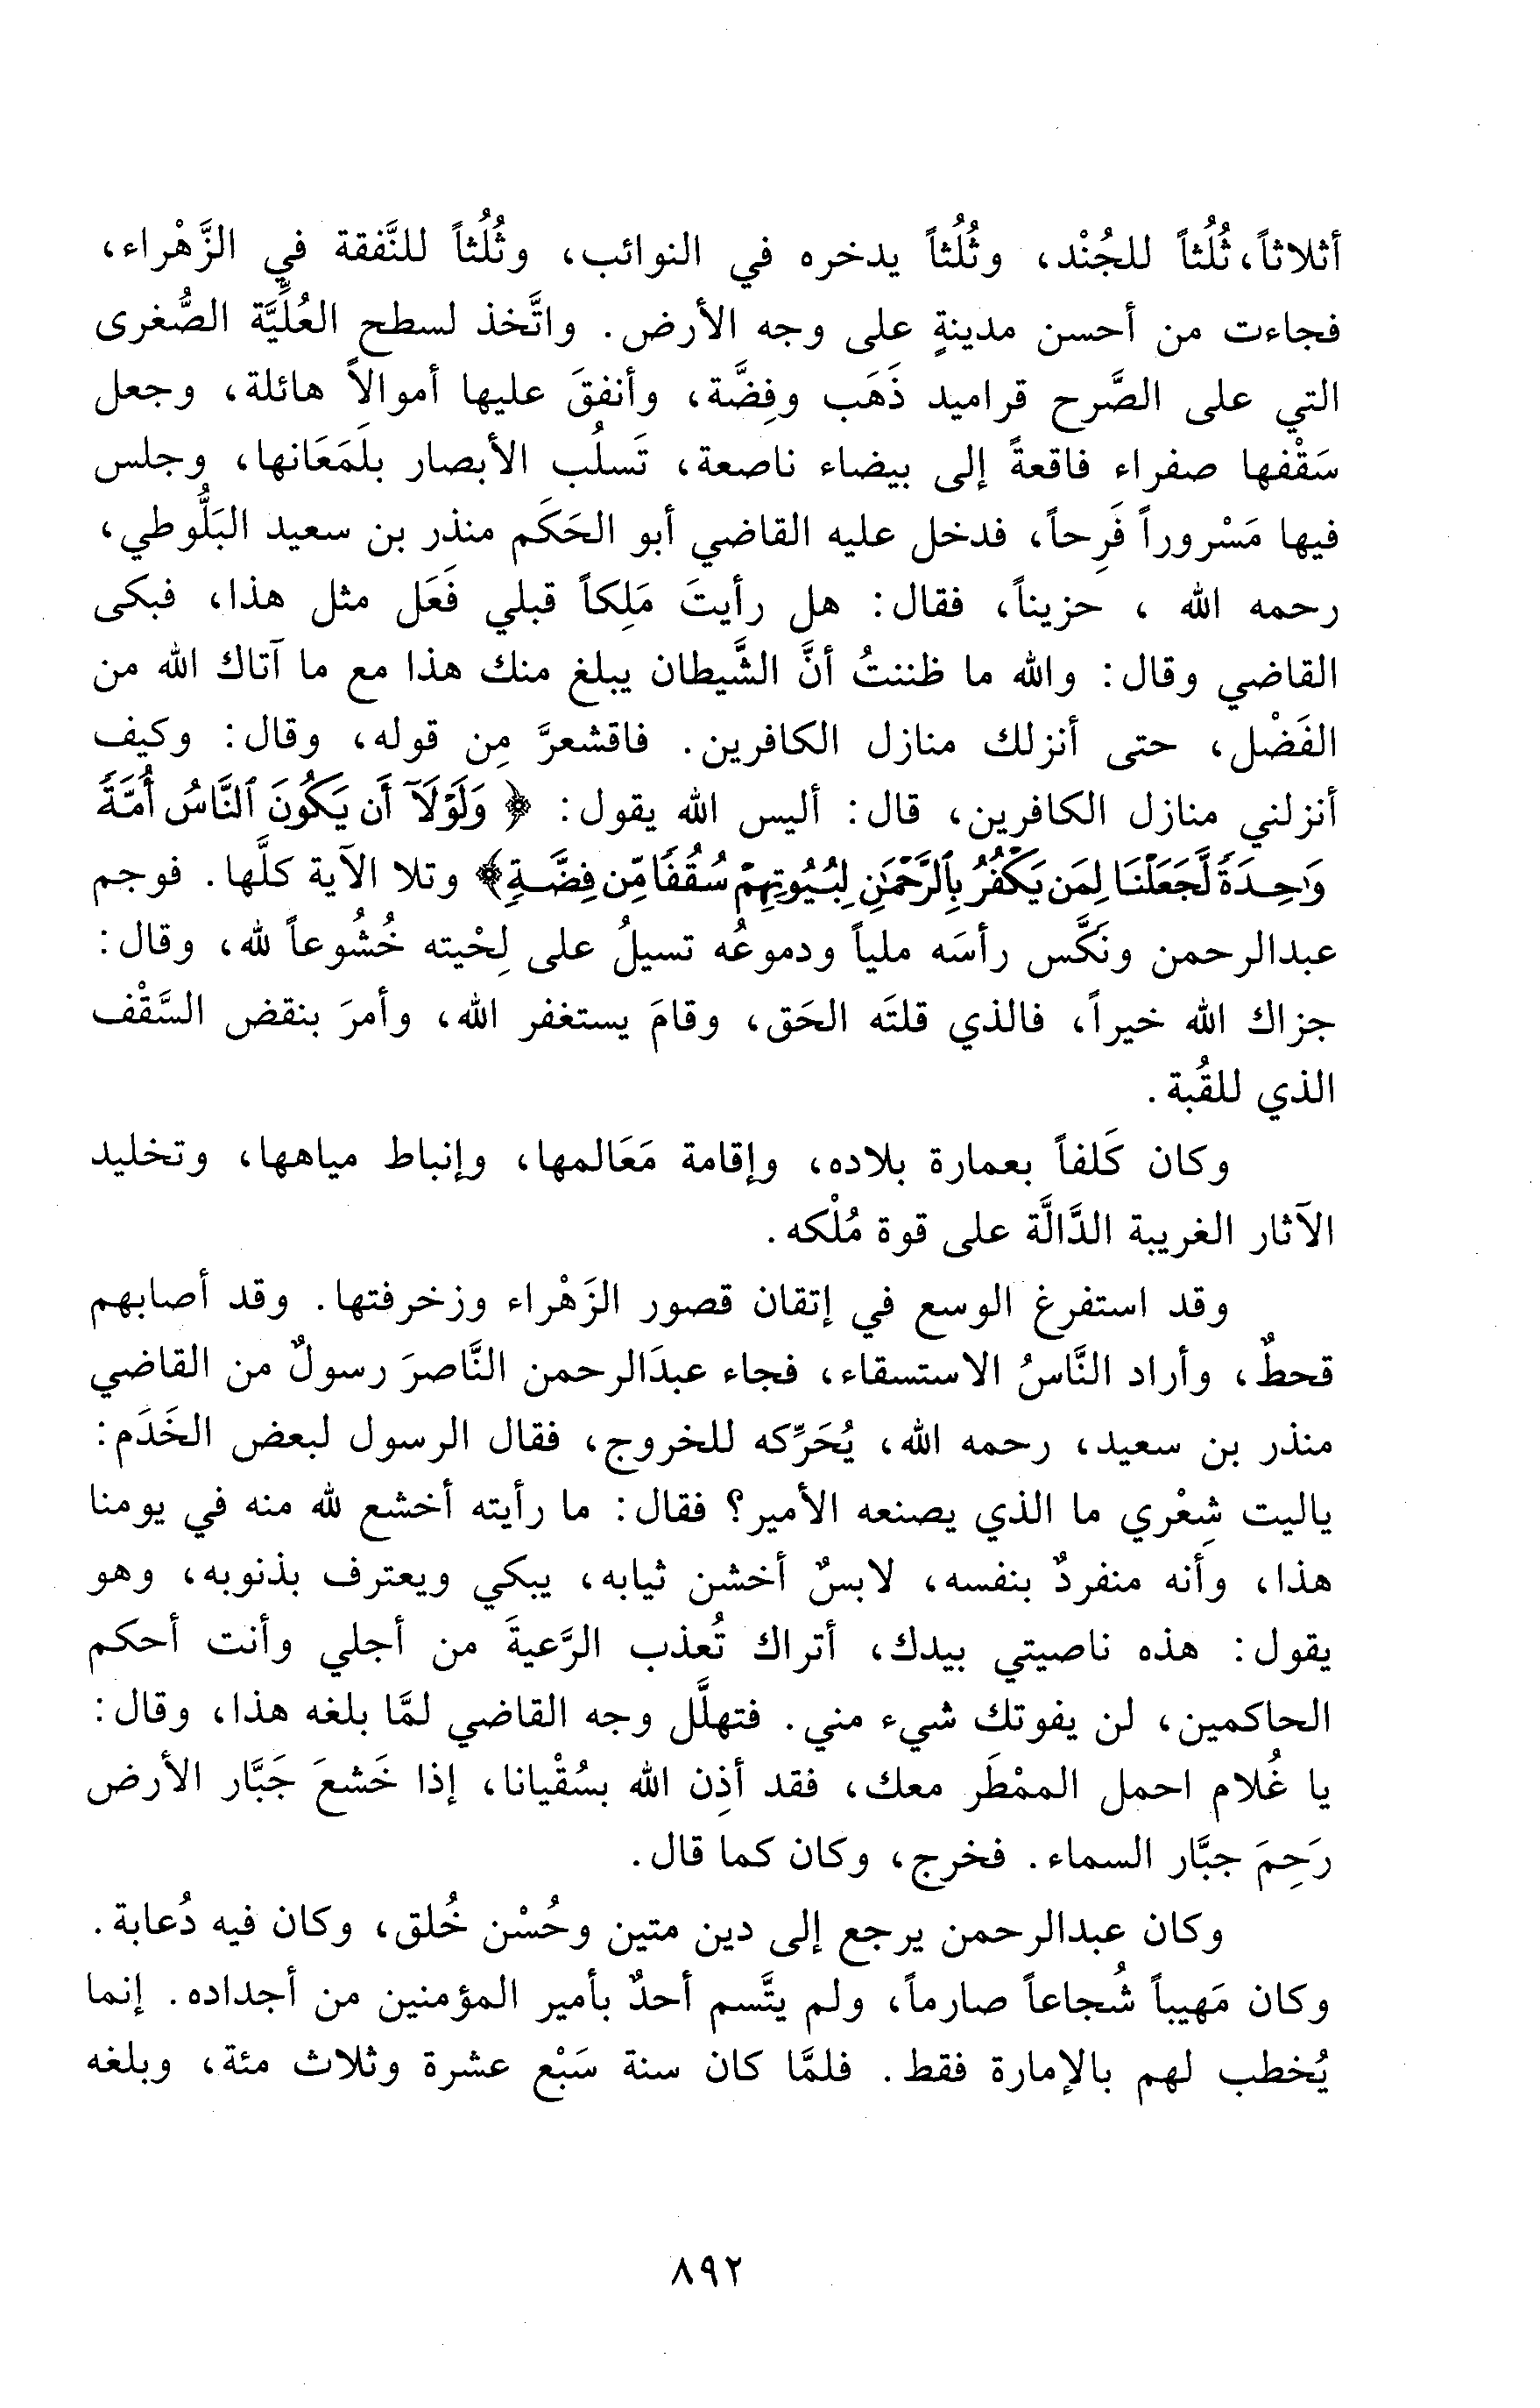 أثلاثاً، ثُلُثاً للجُنْد، وثُلُثاً يدخره في النوائب، وثُلُثاً للنَّفقة في الزَّهْراء،
فجاءت من أحسن مدينةٍ على وجه الأرض. واتَّخذ لسطح العُلِّيَّة الصُّغرى
التي على الصَّرح قراميد ذَهَب وفِضَّة، وأنفقَ عليها أموالاً هائلة، وجعل
سَقْفها صفراء فاقعةً إلى بيضاء ناصعة، تَسلُب الأبصار بلَمَعَانها، وجلس
فيها مَسْروراً فَرِحاً، فدخل عليه القاضي أبو الحَكَم منذر بن سعيد البَلُّوطي،
رحمه الله ، حزيناً، فقال: هل رأيتَ مَلِكاً قبلي فَعَل مثل هذا، فبكى
القاضي وقال: والله ما ظننتُ أنَّ الشَّيطان يبلغ منك هذا مع ما آتاك الله من
الفَضْل، حتى أنزلك منازل الكافرين. فاقشعرَّ مِن قوله، وقال: وكيف
أنزلني منازل الكافرين، قال: أليس الله يقول: ﴿ وَلَوْلَآ أَن يَكُونَ ٱلنَّاسُ أُمَّةً
وَٰحِدَةً لَّجَعَلْنَا لِمَن يَكْفُرُ بِٱلرَّحْمَٰنِ لِبُيُوتِهِمْ سُقُفًا مِّن فِضَّةٍ﴾ وتلا الآية كلَّها. فوجم
عبدالرحمن ونَكَّس رأسَه ملياً ودموعُه تسيلُ على لِحْيته خُشُوعاً لله، وقال:
جزاك الله خيراً، فالذي قلتَه الحَق، وقامَ يستغفر الله، وأمرَ بنقض السَّقْف
الذي للقُبة.
وكان كَلفاً بعمارة بلاده، وإقامة مَعَالمها، وإنباط مياهها، وتخليد
الآثار الغريبة الدَّالَّة على قوة مُلْكه.
وقد استفرغ الوسع في إتقان قصور الزَهْراء وزخرفتها. وقد أصابهم
قحطٌ، وأراد النَّاسُ الاستسقاء، فجاء عبدَالرحمن النَّاصرَ رسولٌ من القاضي
منذر بن سعيد، رحمه الله، يُحَرِّكه للخروج، فقال الرسول لبعض الخَدَم:
ياليت شِعْري ما الذي يصنعه الأمير؟ فقال: ما رأيته أخشع لله منه في يومنا
هذا، وأنه منفردٌ بنفسه، لابسٌ أخشن ثيابه، يبكي ويعترف بذنوبه، وهو
يقول: هذه ناصيتي بيدك، أتراك تُعذب الرَّعيةَ من أجلي وأنت أحكم
الحاكمين، لن يفوتك شيء مني. فتهلَّل وجه القاضي لمَّا بلغه هذا، وقال:
يا غُلام احمل الممْطَر معك، فقد أذِن الله بسُقْيانا، إذا خَشعَ جَبَّار الأرض
رَحِمَ جبَّار السماء. فخرج، وكان كما قال.
وكان عبدالرحمن يرجع إلى دين متين وحُسْن خُلق، وكان فيه دُعابة.
وكان مَهيباً شُجاعاً صارماً، ولم يتَّسم أحدٌ بأمير المؤمنين من أجداده. إنما
يُخطب لهم بالإمارة فقط. فلمَّا كان سنة سَبْع عشرة وثلاث مئة، وبلغه
٨٩٢